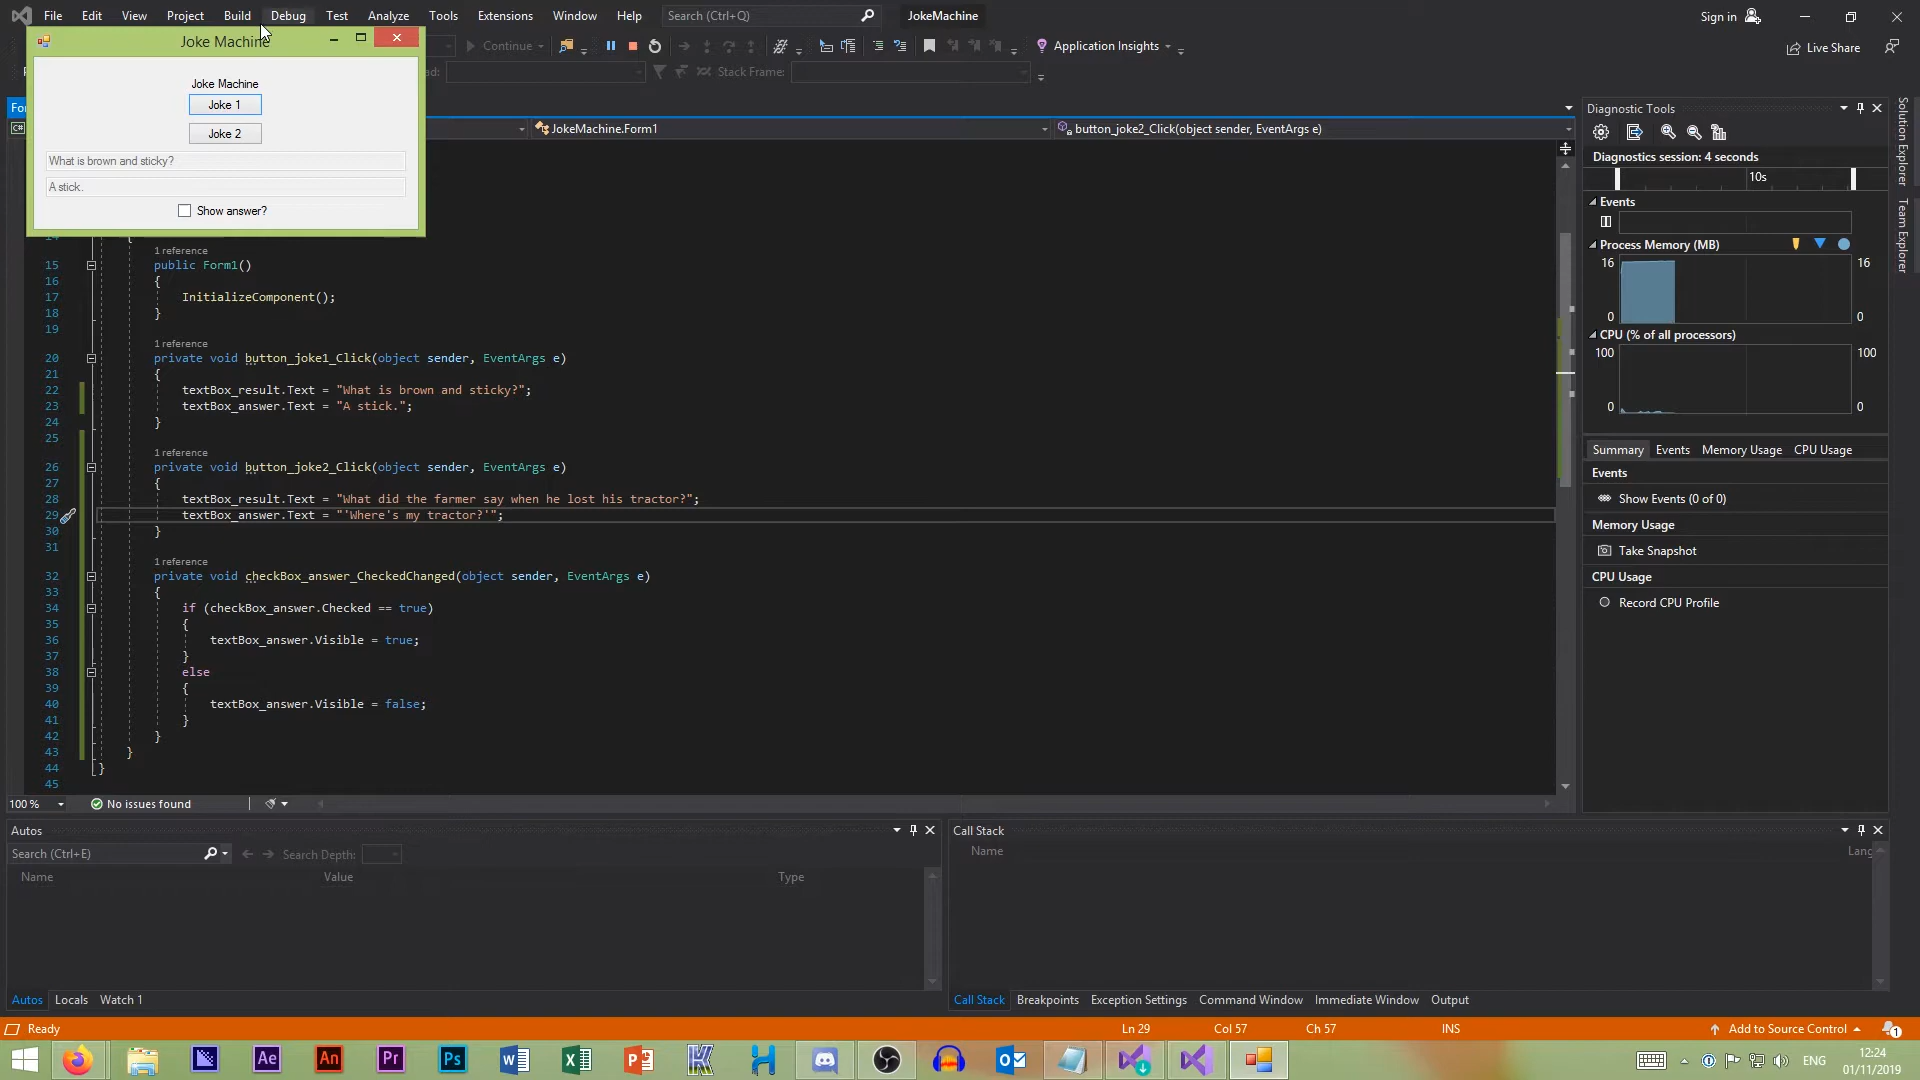 File Edit View Project Build Debug Test Analyze Tools Extensions Window Help Search (Ctrl+Q) JokeMachine Sign in
Joke Machine
Continue Application Insights Live Share
Stack Frame:
Joke Machine
Joke 1
Joke 2
What is brown and sticky?
A stick.
Show answer?
JokeMachine.Form1 button_joke2_Click(object sender, EventArgs e)
1 reference
15 public Form1()
16 {
17 InitializeComponent();
18 }
19
1 reference
20 private void button_joke1_Click(object sender, EventArgs e)
21 {
22 textBox_result.Text = "What is brown and sticky?";
23 textBox_answer.Text = "A stick.";
24 }
25
1 reference
26 private void button_joke2_Click(object sender, EventArgs e)
27 {
28 textBox_result.Text = "What did the farmer say when he lost his tractor?";
29 textBox_answer.Text = "'Where's my tractor?'";
30 }
31
1 reference
32 private void checkBox_answer_CheckedChanged(object sender, EventArgs e)
33 {
34 if (checkBox_answer.Checked == true)
35 {
36 textBox_answer.Visible = true;
37 }
38 else
39 {
40 textBox_answer.Visible = false;
41 }
42 }
43 }
44 }
45
100 % No issues found
Diagnostic Tools
Diagnostics session: 4 seconds
10s
Events
Process Memory (MB)
16 16
0 0
CPU (% of all processors)
100 100
0 0
Summary Events Memory Usage CPU Usage
Events
Show Events (0 of 0)
Memory Usage
Take Snapshot
CPU Usage
Record CPU Profile
Solution Explorer
Team Explorer
Autos
Search (Ctrl+E) Search Depth:
Name Value Type
Autos Locals Watch 1
Call Stack
Name Lang
Call Stack Breakpoints Exception Settings Command Window Immediate Window Output
Ready Ln 29 Col 57 Ch 57 INS Add to Source Control 1
Ae An Pr Ps
ENG
12:24
01/11/2019